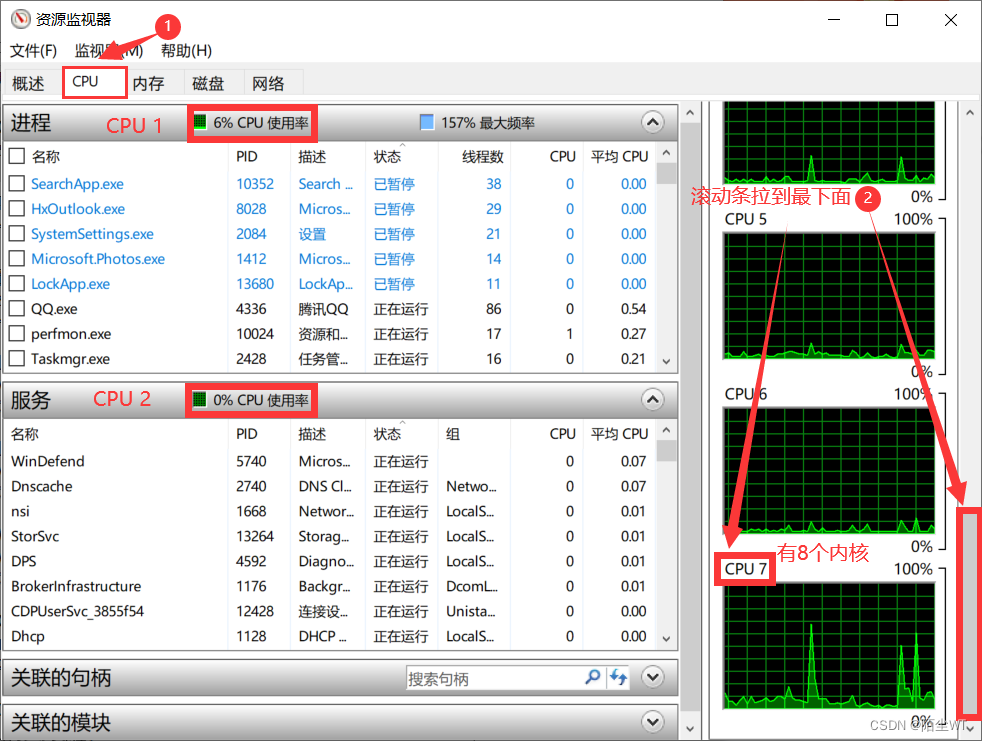 资源监视器
1
文件(F) 监视器(M) 帮助(H)
概述 CPU 内存 磁盘 网络
进程 CPU 1 6% CPU 使用率 157% 最大频率
名称 PID 描述 状态 线程数 CPU 平均 CPU
SearchApp.exe 10352 Search ... 已暂停 38 0 0.00
HxOutlook.exe 8028 Micros... 已暂停 29 0 0.00
SystemSettings.exe 2084 设置 已暂停 21 0 0.00
Microsoft.Photos.exe 1412 Micros... 已暂停 14 0 0.00
LockApp.exe 13680 LockAp... 已暂停 11 0 0.00
QQ.exe 4336 腾讯QQ 正在运行 86 0 0.54
perfmon.exe 10024 资源和... 正在运行 17 1 0.27
Taskmgr.exe 2428 任务管... 正在运行 16 0 0.21
服务 CPU 2 0% CPU 使用率
名称 PID 描述 状态 组 CPU 平均 CPU
WinDefend 5740 Micros... 正在运行 0 0.07
Dnscache 2740 DNS Cl... 正在运行 Netwo... 0 0.07
nsi 1668 Networ... 正在运行 LocalS... 0 0.01
StorSvc 13264 Storag... 正在运行 LocalS... 0 0.01
DPS 4592 Diagno... 正在运行 LocalS... 0 0.01
BrokerInfrastructure 1176 Backgr... 正在运行 DcomL... 0 0.01
CDPUserSvc_3855f54 12428 连接设... 正在运行 Unista... 0 0.00
Dhcp 1128 DHCP ... 正在运行 LocalS... 0 0.00
关联的句柄 搜索句柄
关联的模块
0%
滚动条拉到最下面 2
CPU 5 100%
0%
CPU 6 100%
0%
有8个内核
CPU 7 100%
0%
CSDN @陌尘WT